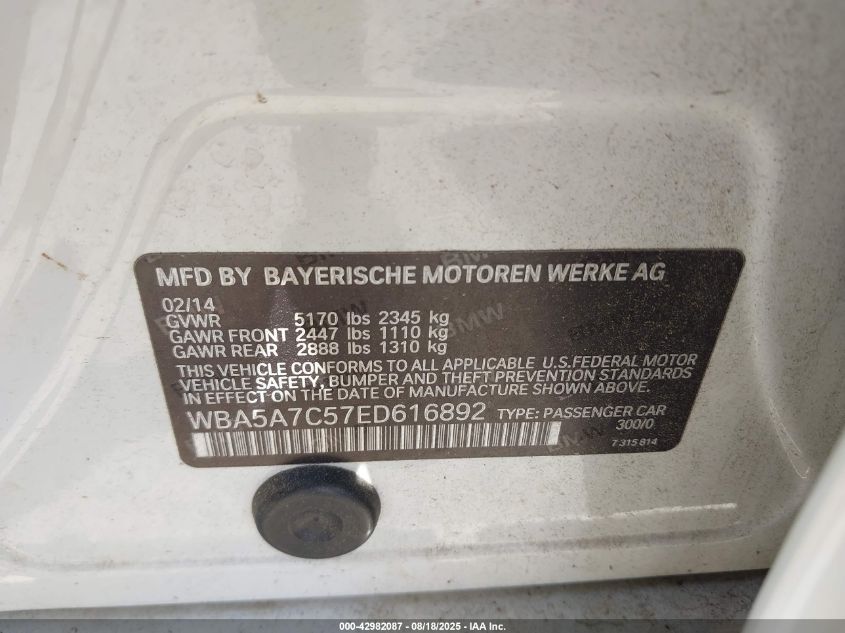 MFD BY BAYERISCHE MOTOREN WERKE AG
02/14
GVWR 5170 lbs 2345 kg
GAWR FRONT 2447 lbs 1110 kg
GAWR REAR 2888 lbs 1310 kg
THIS VEHICLE CONFORMS TO ALL APPLICABLE U.S.FEDERAL MOTOR
VEHICLE SAFETY, BUMPER AND THEFT PREVENTION STANDARDS
IN EFFECT ON THE DATE OF MANUFACTURE SHOWN ABOVE.
WBA5A7C57ED616892 TYPE: PASSENGER CAR
300/0
7 315 814
000-42982087 - 08/18/2025 - IAA Inc.